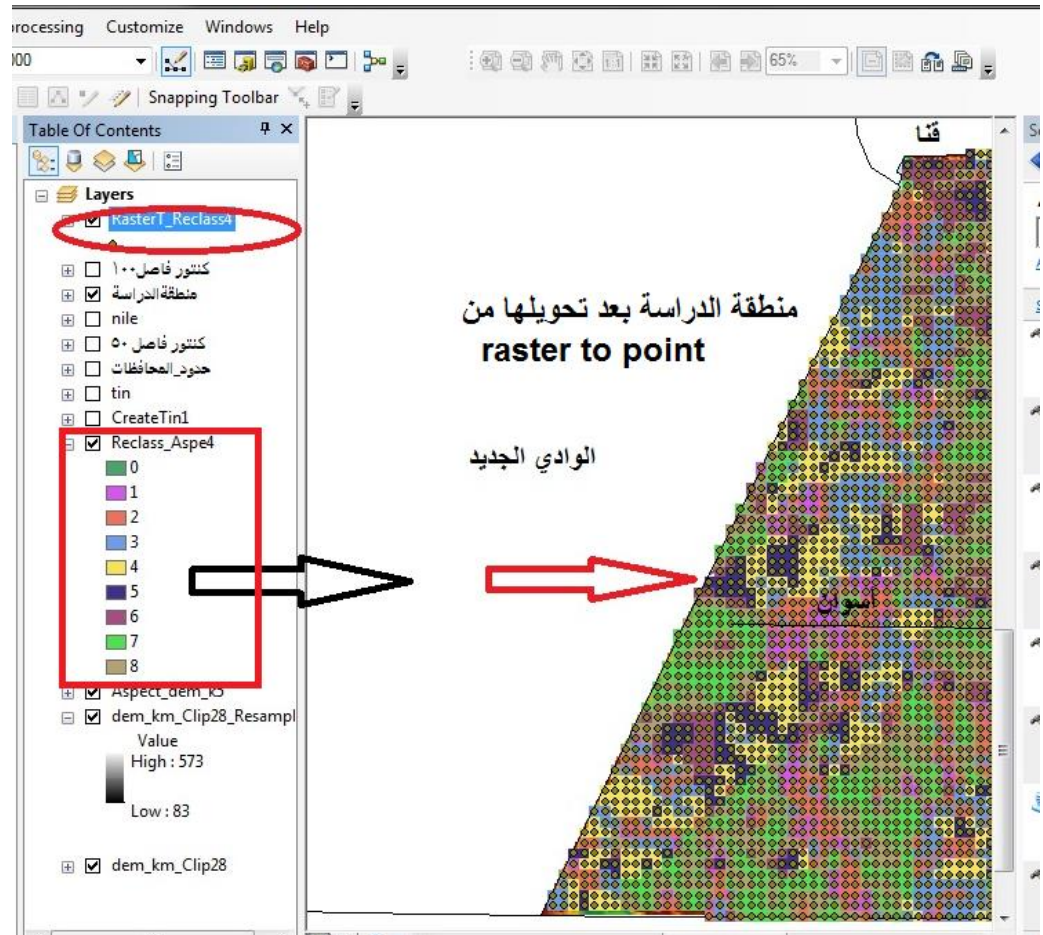 rocessing Customize Windows Help
000
65%
Snapping Toolbar
Table Of Contents
Layers
RasterT_Reclass4
كنتور فاصل١٠٠
منطقةالدراسة
nile
كنتور فاصل ٥٠
حدود_المحافظات
tin
CreateTin1
Reclass_Aspe4
0
1
2
3
4
5
6
7
8
Aspect_dem_k5
dem_km_Clip28_Resampl
Value
High : 573
Low : 83
dem_km_Clip28
قنا
منطقة الدراسة بعد تحويلها من
raster to point
الوادي الجديد
أسوان